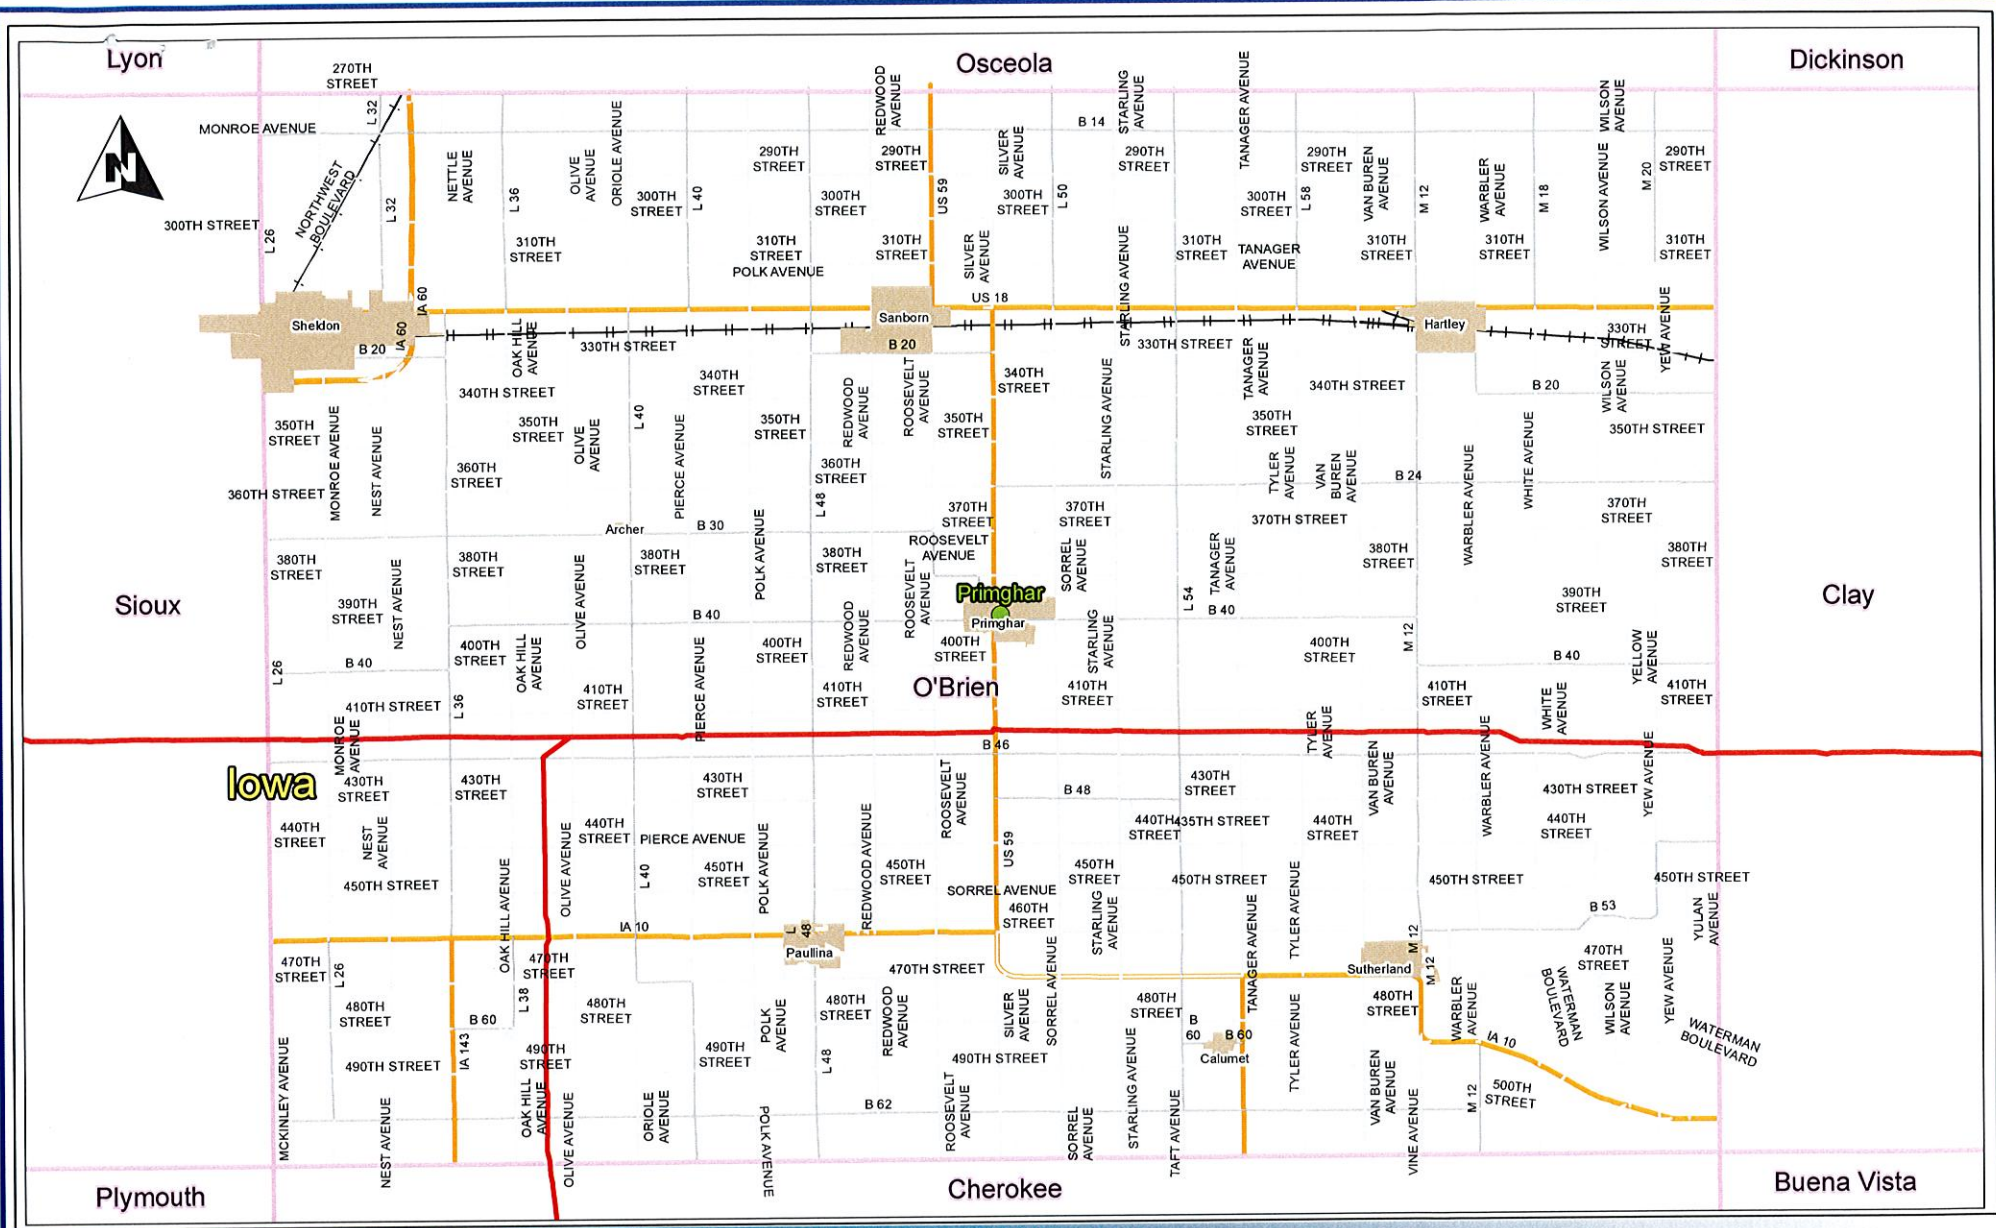 Lyon
Osceola
Dickinson
270TH
STREET
L 32
REDWOOD
AVENUE
STARLING
AVENUE
TANAGER AVENUE
WILSON
AVENUE
MONROE AVENUE
B 14
N
NORTHWEST
BOULEVARD
NETTLE
AVENUE
OLIVE
AVENUE
ORIOLE AVENUE
290TH
STREET
290TH
STREET
SILVER
AVENUE
290TH
STREET
290TH
STREET
VAN BUREN
AVENUE
WARBLER
AVENUE
WILSON AVENUE
M 20
290TH
STREET
300TH STREET
L 26
L 32
L 36
300TH
STREET
L 40
300TH
STREET
US 59
300TH
STREET
L 50
300TH
STREET
L 58
M 12
M 18
310TH
STREET
310TH
STREET
POLK AVENUE
310TH
STREET
SILVER
AVENUE
STARLING AVENUE
310TH
STREET
TANAGER
AVENUE
310TH
STREET
310TH
STREET
310TH
STREET
IA 60
US 18
Sheldon
IA 60
B 20
OAK HILL
AVENUE
330TH STREET
Sanborn
B 20
330TH STREET
Hartley
330TH
STREET
YEW AVENUE
340TH STREET
340TH
STREET
REDWOOD
AVENUE
ROOSEVELT
AVENUE
340TH
STREET
STARLING AVENUE
TANAGER
AVENUE
340TH STREET
B 20
WILSON
AVENUE
350TH
STREET
MONROE AVENUE
NEST AVENUE
350TH
STREET
OLIVE
AVENUE
L 40
PIERCE AVENUE
350TH
STREET
350TH
STREET
350TH
STREET
WHITE AVENUE
350TH STREET
360TH STREET
360TH
STREET
360TH
STREET
L 48
TYLER
AVENUE
VAN
BUREN
AVENUE
B 24
WARBLER AVENUE
Archer
B 30
POLK AVENUE
370TH
STREET
370TH
STREET
370TH STREET
370TH
STREET
ROOSEVELT
AVENUE
380TH
STREET
NEST AVENUE
380TH
STREET
OLIVE AVENUE
380TH
STREET
380TH
STREET
ROOSEVELT
AVENUE
SORREL
AVENUE
TANAGER
AVENUE
380TH
STREET
380TH
STREET
Sioux
390TH
STREET
B 40
REDWOOD
AVENUE
Primghar
Primghar
STARLING
AVENUE
L 54
B 40
M 12
390TH
STREET
Clay
L 26
B 40
400TH
STREET
OAK HILL
AVENUE
PIERCE AVENUE
400TH
STREET
400TH
STREET
400TH
STREET
B 40
YELLOW
AVENUE
O'Brien
410TH STREET
L 36
410TH
STREET
410TH
STREET
410TH
STREET
410TH
STREET
WHITE
AVENUE
410TH
STREET
MONROE
AVENUE
B 46
TYLER
AVENUE
VAN BUREN
AVENUE
WARBLER AVENUE
YEW AVENUE
Iowa
430TH
STREET
430TH
STREET
430TH
STREET
ROOSEVELT
AVENUE
B 48
430TH
STREET
430TH STREET
440TH
STREET
NEST
AVENUE
440TH
STREET
PIERCE AVENUE
POLK AVENUE
REDWOOD AVENUE
US 59
440TH
STREET
435TH STREET
440TH
STREET
440TH
STREET
450TH STREET
OAK HILL AVENUE
OLIVE AVENUE
L 40
450TH
STREET
450TH
STREET
450TH
STREET
450TH STREET
TYLER AVENUE
450TH STREET
450TH STREET
SORREL AVENUE
460TH
STREET
STARLING
AVENUE
TANAGER AVENUE
B 53
YULAN
AVENUE
IA 10
L
48
Paullina
M 12
470TH
STREET
L 26
470TH
STREET
470TH STREET
SORREL AVENUE
Sutherland
M 12
470TH
STREET
YEW AVENUE
480TH
STREET
L 38
480TH
STREET
POLK
AVENUE
480TH
STREET
REDWOOD
AVENUE
SILVER
AVENUE
480TH
STREET
TYLER AVENUE
480TH
STREET
WARBLER
AVENUE
WATERMAN
BOULEVARD
WILSON
AVENUE
WATERMAN
BOULEVARD
B 60
B
60
B 60
Calumet
IA 10
MCKINLEY AVENUE
490TH STREET
IA 143
490TH
STREET
490TH
STREET
L 48
490TH STREET
STARLING AVENUE
VAN BUREN
AVENUE
M 12
500TH
STREET
NEST AVENUE
OAK HILL
AVENUE
OLIVE AVENUE
ORIOLE
AVENUE
POLK AVENUE
B 62
ROOSEVELT
AVENUE
SORREL
AVENUE
TAFT AVENUE
VINE AVENUE
Plymouth
Cherokee
Buena Vista